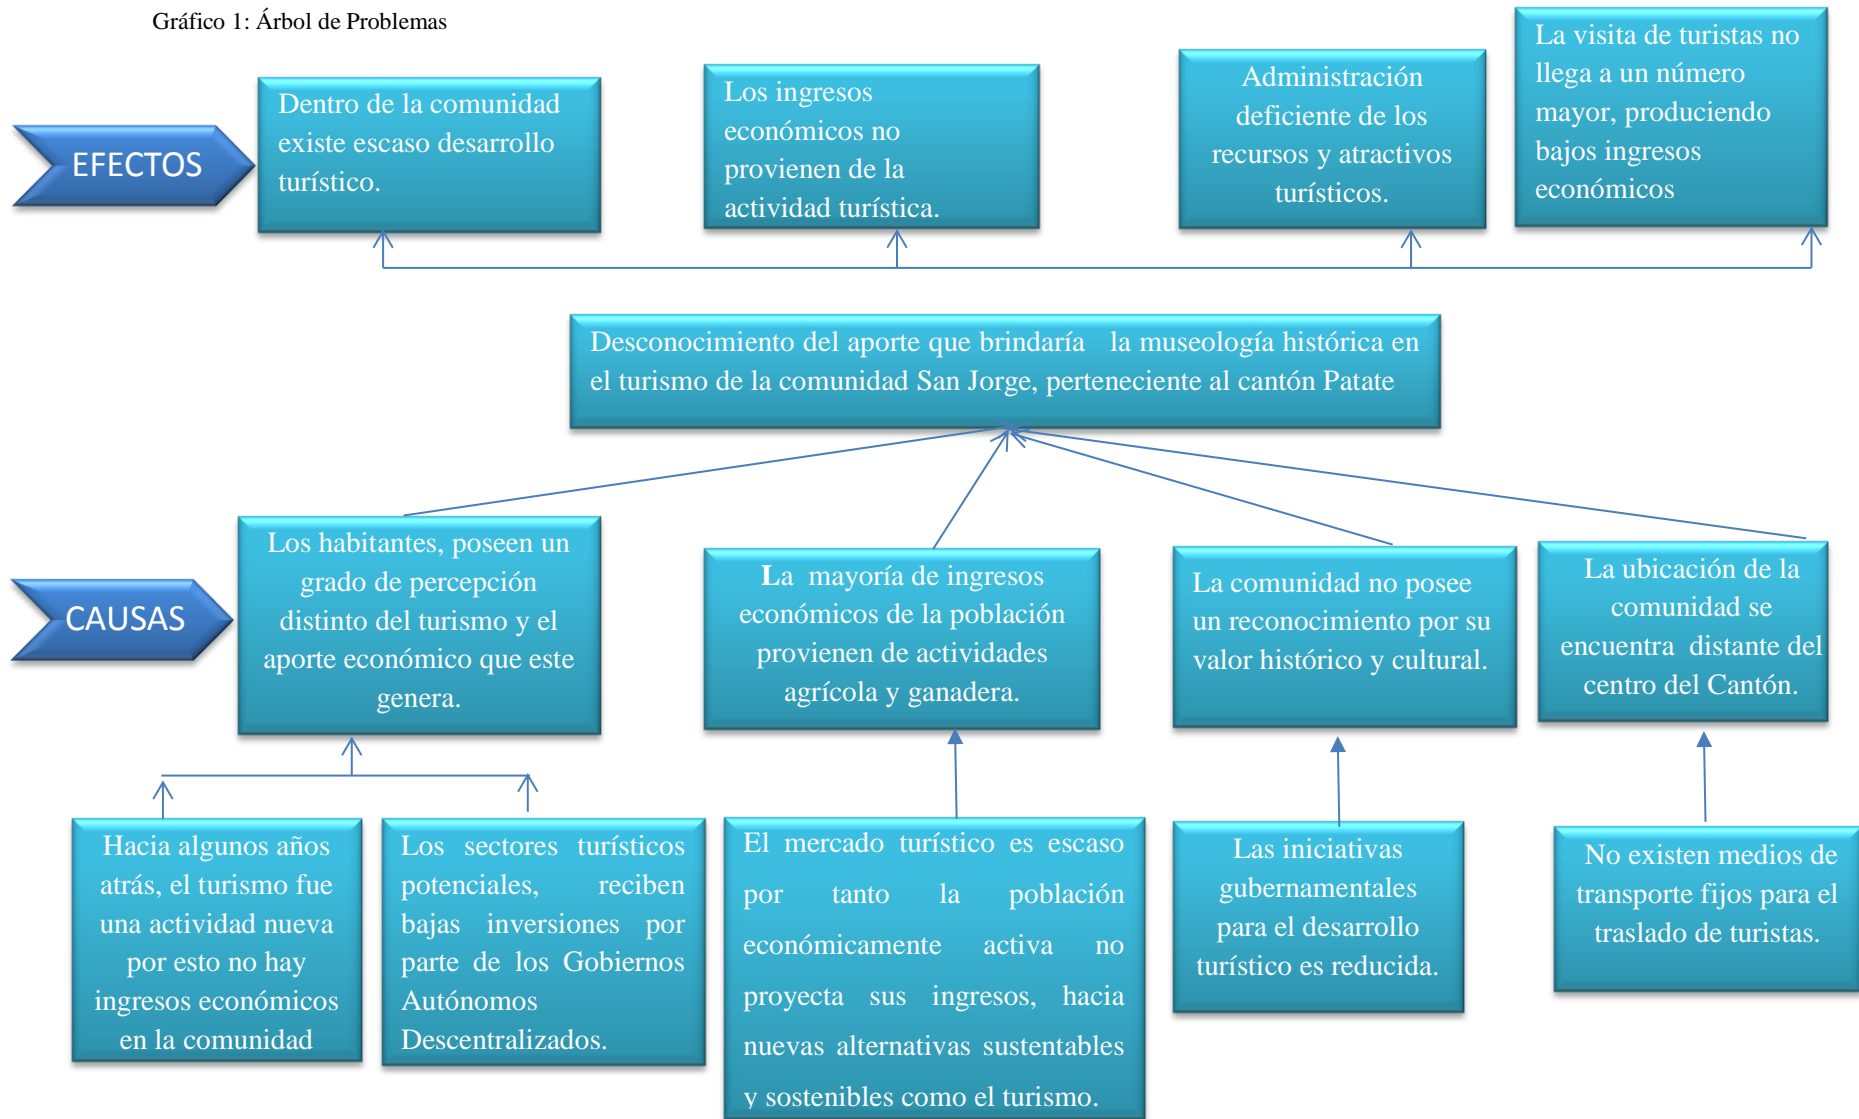 Gráfico 1: Árbol de Problemas
EFECTOS
Dentro de la comunidad
existe escaso desarrollo
turístico.
Los ingresos
económicos no
provienen de la
actividad turística.
Administración
deficiente de los
recursos y atractivos
turísticos.
La visita de turistas no
llega a un número
mayor, produciendo
bajos ingresos
económicos
Desconocimiento del aporte que brindaría la museología histórica en
el turismo de la comunidad San Jorge, perteneciente al cantón Patate
CAUSAS
Los habitantes, poseen un
grado de percepción
distinto del turismo y el
aporte económico que este
genera.
La mayoría de ingresos
económicos de la población
provienen de actividades
agrícola y ganadera.
La comunidad no posee
un reconocimiento por su
valor histórico y cultural.
La ubicación de la
comunidad se
encuentra distante del
centro del Cantón.
Hacia algunos años
atrás, el turismo fue
una actividad nueva
por esto no hay
ingresos económicos
en la comunidad
Los sectores turísticos
potenciales, reciben
bajas inversiones por
parte de los Gobiernos
Autónomos
Descentralizados.
El mercado turístico es escaso
por tanto la población
económicamente activa no
proyecta sus ingresos, hacia
nuevas alternativas sustentables
y sostenibles como el turismo.
Las iniciativas
gubernamentales
para el desarrollo
turístico es reducida.
No existen medios de
transporte fijos para el
traslado de turistas.